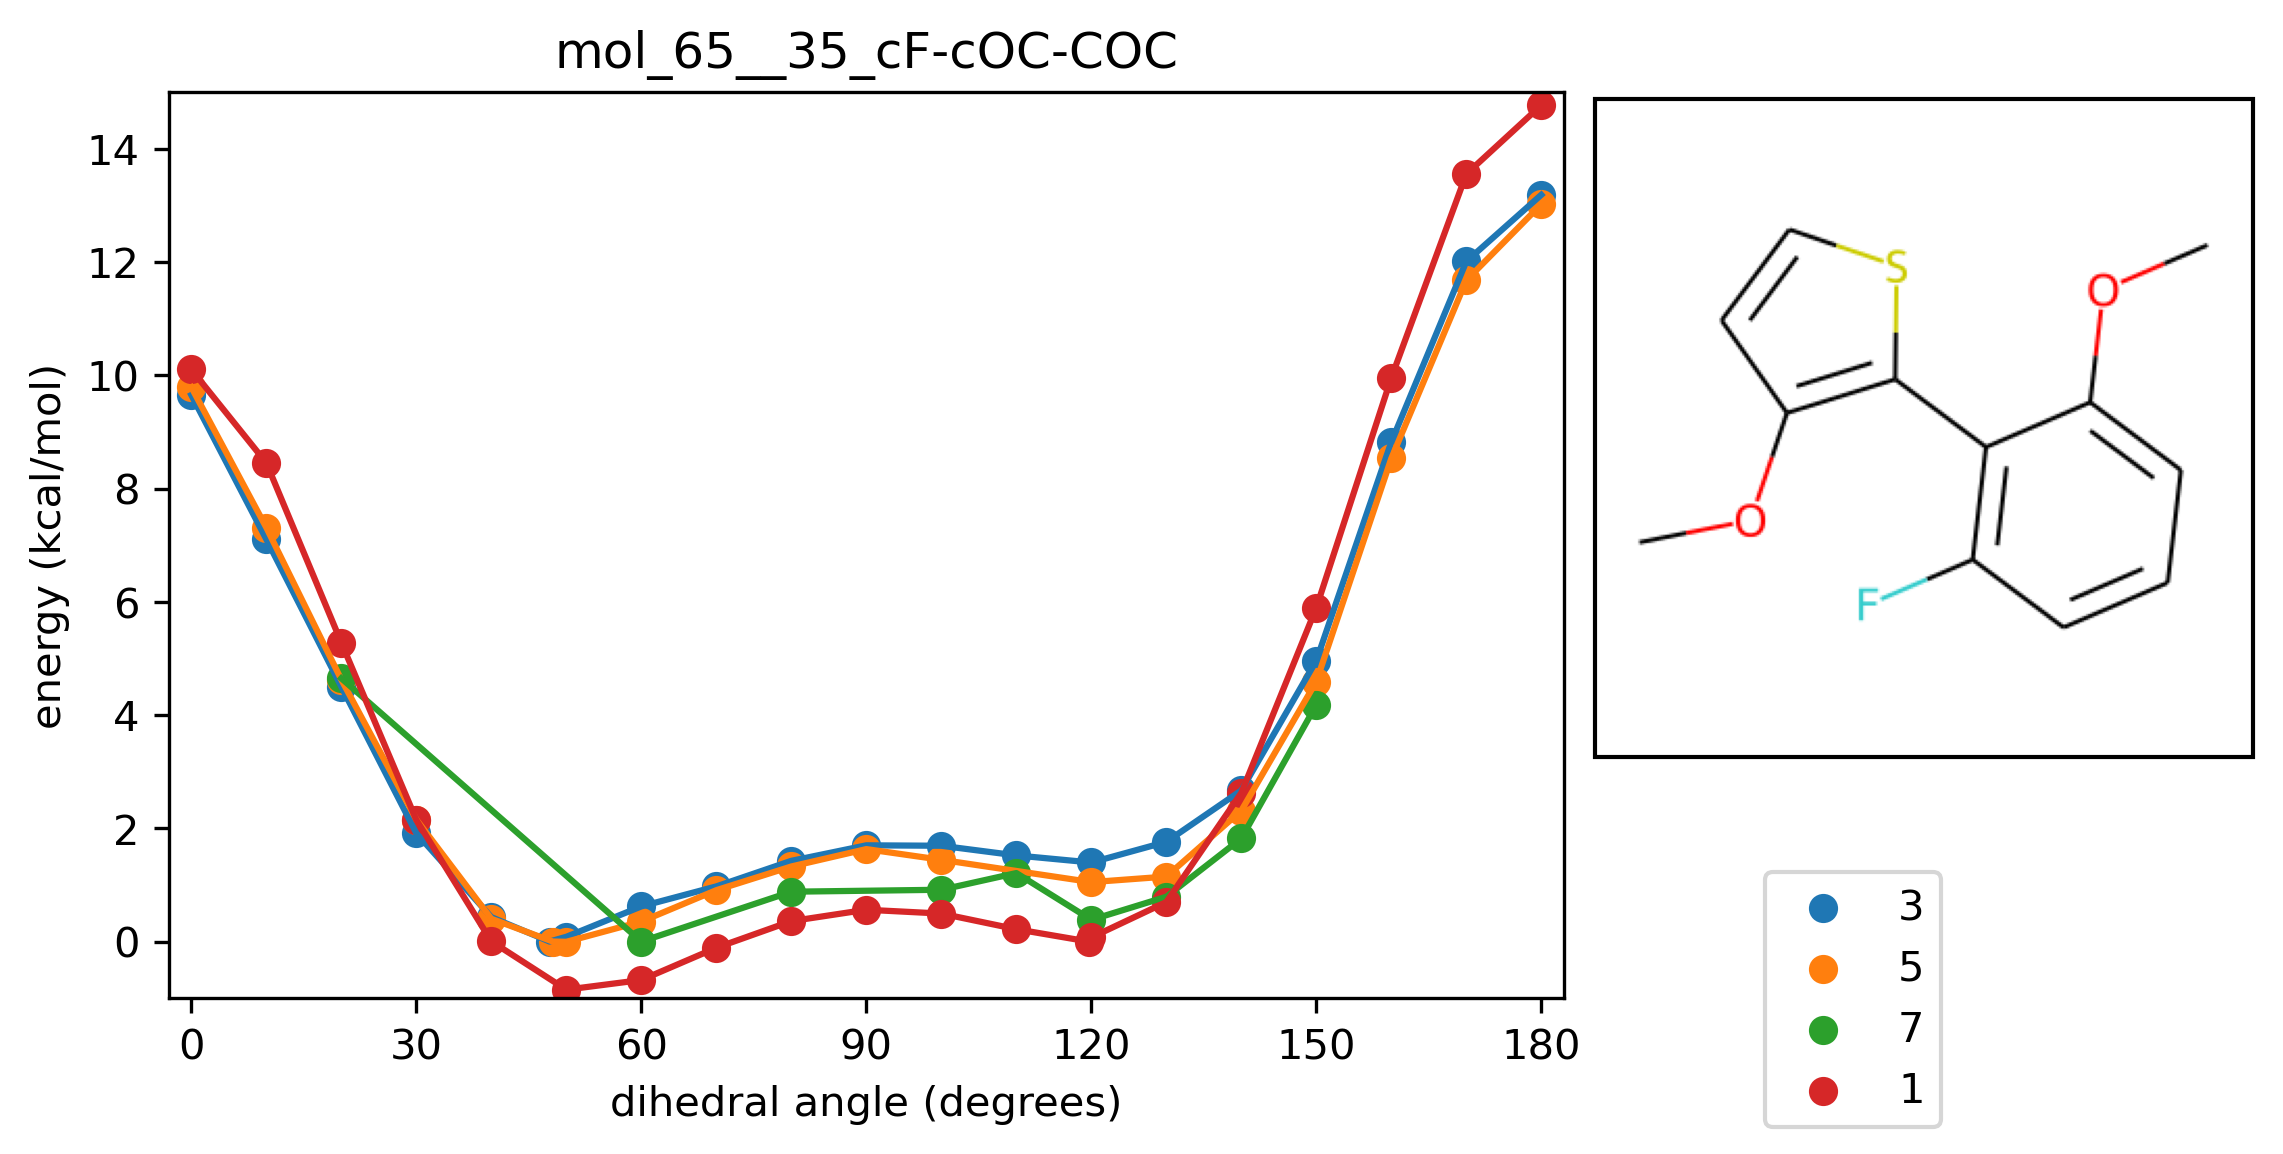 mol_65__35_cF-cOC-COC
energy (kcal/mol)
14
12
10
8
6
4
2
0
0 30 60 90 120 150 180
dihedral angle (degrees)
S
O
O
F
3
5
7
1